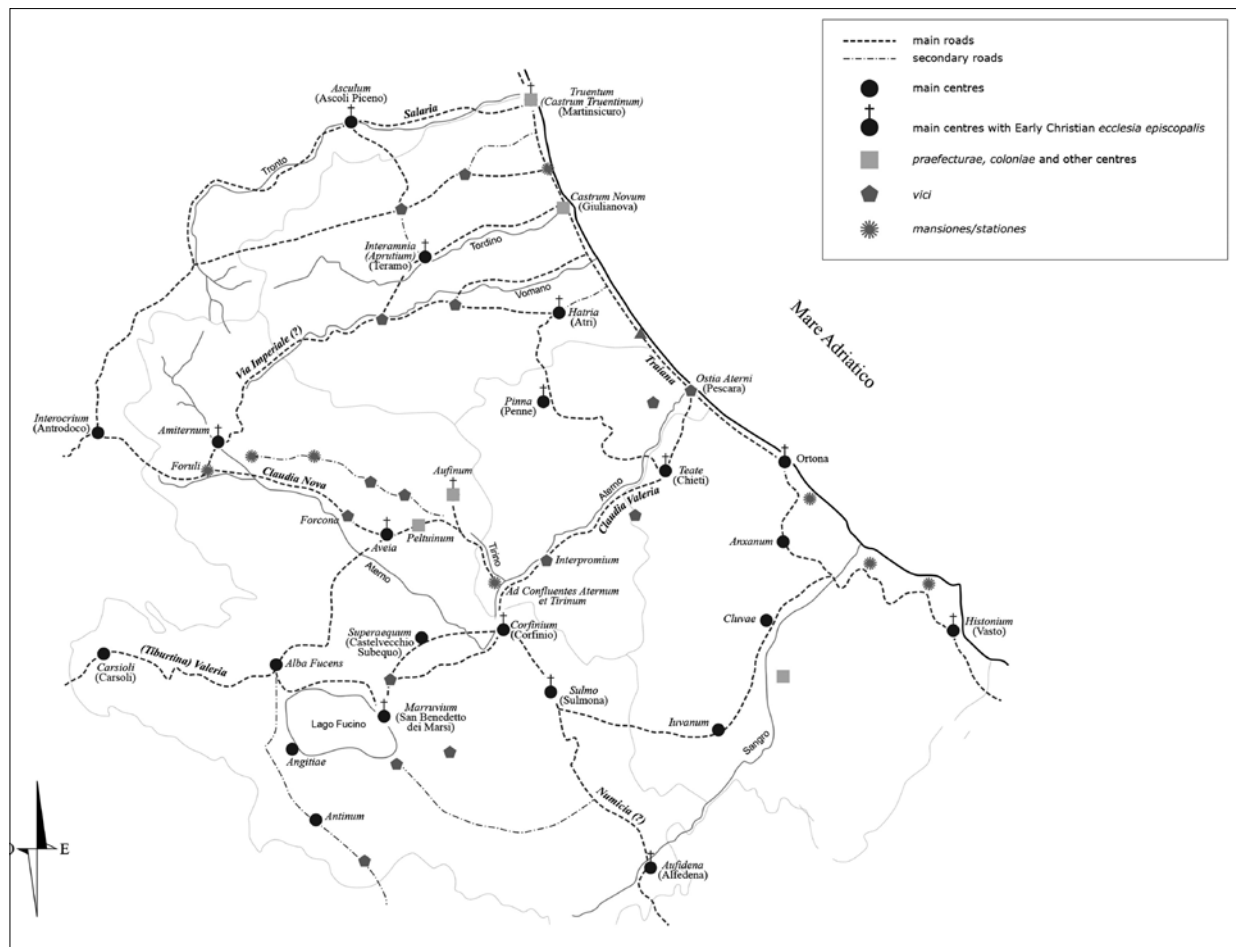 main roads
secondary roads
main centres
main centres with Early Christian ecclesia episcopalis
praefecturae, coloniae and other centres
vici
mansiones/stationes
Asculum
(Ascoli Piceno)
Salaria
Truentum
(Castrum Truentinum)
(Martinsicuro)
Tronto
Castrum Novum
(Giulianova)
Interamnia
(Aprutium)
(Teramo)
Tordino
Vomano
Hatria
(Atri)
Mare Adriatico
Via Imperiale (?)
Traiana
Ostia Aterni
(Pescara)
Pinna
(Penne)
Interocrium
(Antrodoco)
Amiternum
Foruli
Claudia Nova
Aufinum
Teate
(Chieti)
Ortona
Aterno
Claudia Valeria
Forcona
Peltuinum
Aveia
Tirino
Interpromium
Anxanum
Aterno
Ad Confluentes Aternum
et Tirinum
Superaequum
(Castelvecchio
Subequo)
Corfinium
(Corfinio)
Cluvae
Histonium
(Vasto)
Carsioli
(Carsoli)
(Tiburtina) Valeria
Alba Fucens
Marruvium
(San Benedetto
dei Marsi)
Lago Fucino
Sulmo
(Sulmona)
Iuvanum
Angitiae
Sangro
Antinum
Numicia (?)
E
Aufidena
(Alfedena)